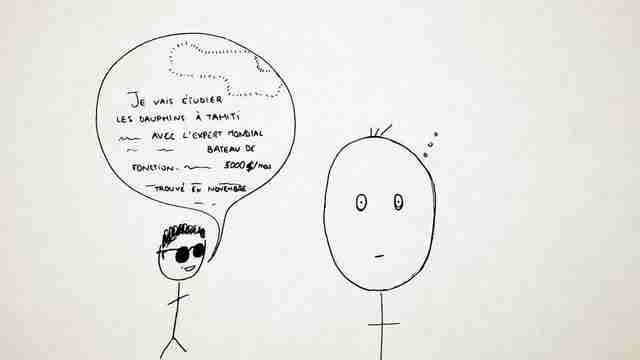 JE VAIS ÉTUDIER
LES DAUPHINS À TAHITI
AVEC L'EXPERT MONDIAL
BATEAU DE
FONCTION. 5000 $/MOIS
TROUVÉ EN NOVEMBRE